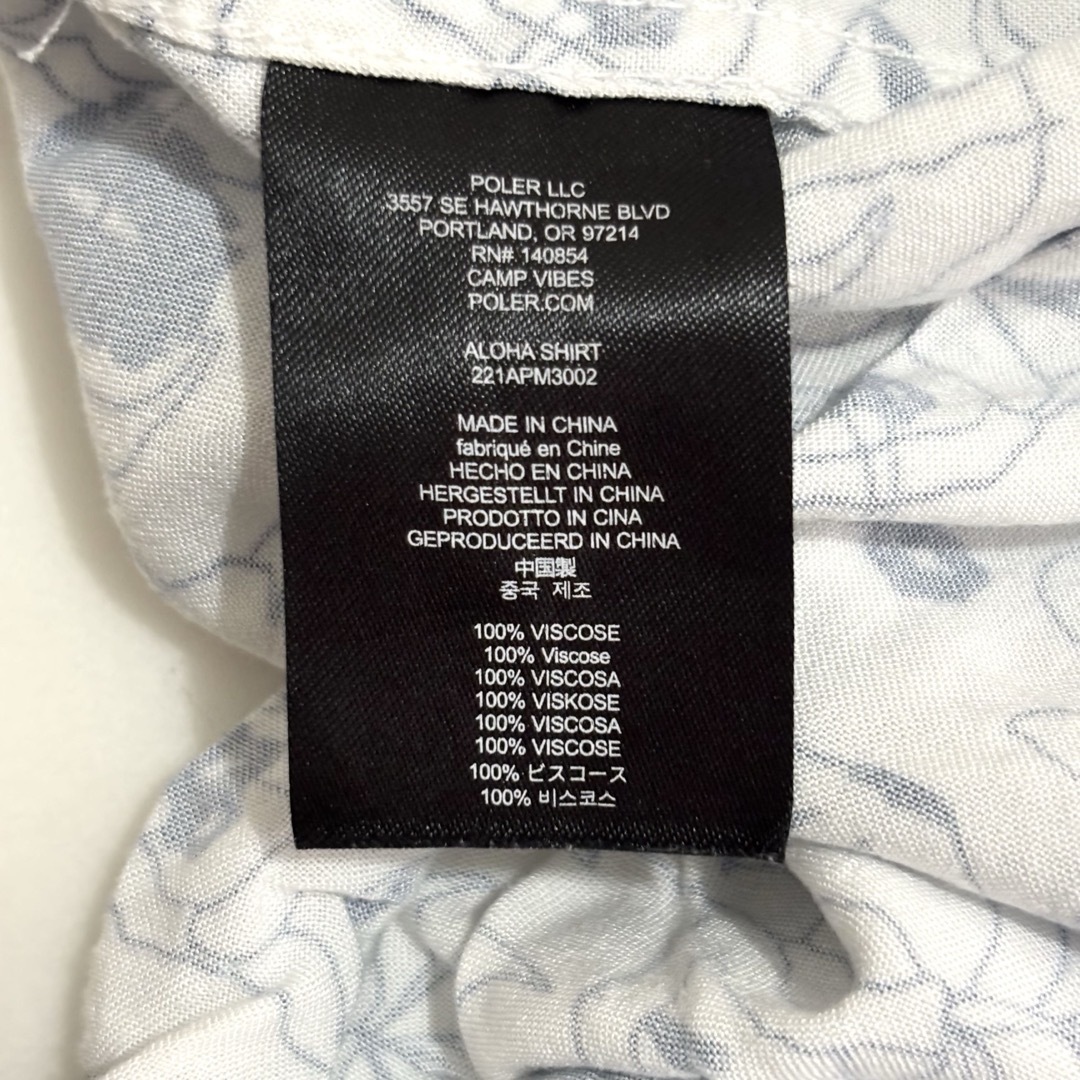 POLER LLC
3557 SE HAWTHORNE BLVD
PORTLAND, OR 97214
RN# 140854
CAMP VIBES
POLER.COM
ALOHA SHIRT
221APM3002
MADE IN CHINA
fabriqué en Chine
HECHO EN CHINA
HERGESTELLT IN CHINA
PRODOTTO IN CINA
GEPRODUCEERD IN CHINA
中国製
중국 제조
100% VISCOSE
100% Viscose
100% VISCOSA
100% VISKOSE
100% VISCOSA
100% VISCOSE
100% ビスコース
100% 비스코스